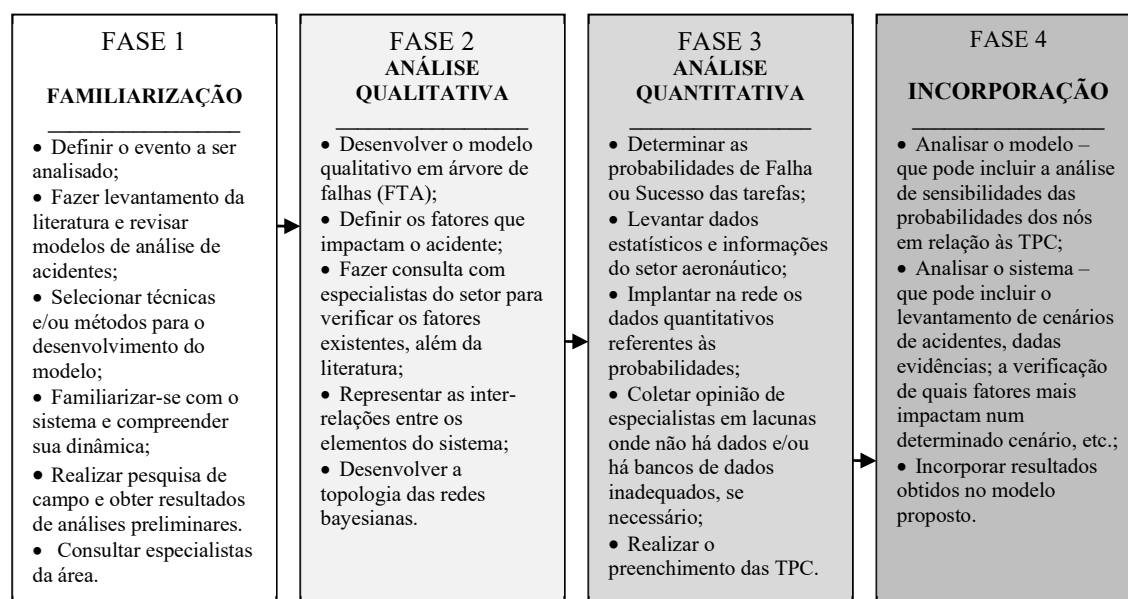 FASE 1
FAMILIARIZAÇÃO
• Definir o evento a ser
analisado;
• Fazer levantamento da
literatura e revisar
modelos de análise de
acidentes;
• Selecionar técnicas
e/ou métodos para o
desenvolvimento do
modelo;
• Familiarizar-se com o
sistema e compreender
sua dinâmica;
• Realizar pesquisa de
campo e obter resultados
de análises preliminares.
• Consultar especialistas
da área.
FASE 2
ANÁLISE
QUALITATIVA
• Desenvolver o modelo
qualitativo em árvore de
falhas (FTA);
• Definir os fatores que
impactam o acidente;
• Fazer consulta com
especialistas do setor para
verificar os fatores
existentes, além da
literatura;
• Representar as inter-
relações entre os
elementos do sistema;
• Desenvolver a
topologia das redes
bayesianas.
FASE 3
ANÁLISE
QUANTITATIVA
• Determinar as
probabilidades de Falha
ou Sucesso das tarefas;
• Levantar dados
estatísticos e informações
do setor aeronáutico;
• Implantar na rede os
dados quantitativos
referentes às
probabilidades;
• Coletar opinião de
especialistas em lacunas
onde não há dados e/ou
há bancos de dados
inadequados, se
necessário;
• Realizar o
preenchimento das TPC.
FASE 4
INCORPORAÇÃO
• Analisar o modelo –
que pode incluir a análise
de sensibilidades das
probabilidades dos nós
em relação às TPC;
• Analisar o sistema –
que pode incluir o
levantamento de cenários
de acidentes, dadas
evidências; a verificação
de quais fatores mais
impactam num
determinado cenário, etc.;
• Incorporar resultados
obtidos no modelo
proposto.